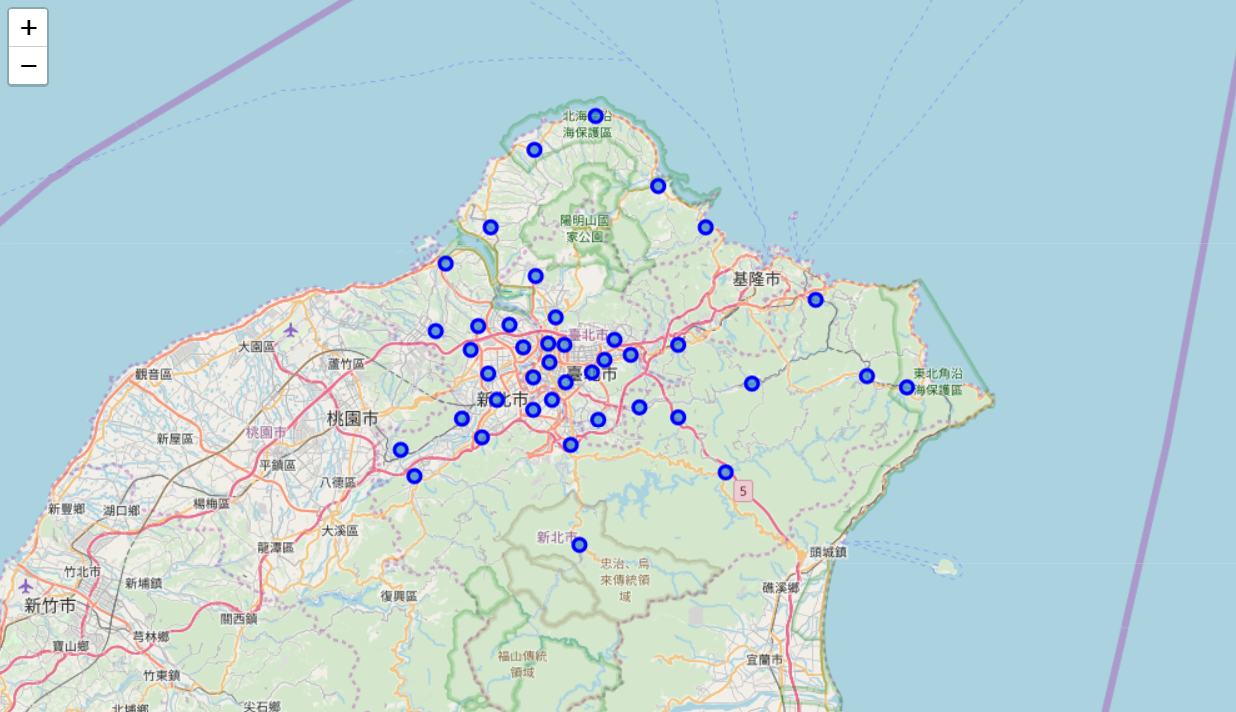 +
−
北海
沿
海保護區
陽明山國
家公園
基隆市
大園區
臺北市
蘆竹區
觀音區
臺
市
東北角沿
海保護區
新
市
桃園市
新屋區
桃園市
平鎮區
八德區
5
楊梅區
新豐鄉
湖口鄉
大溪區
新北市
龍潭區
頭城鎮
忠治、烏
來傳統領
域
竹北市
新埔鎮
礁溪鄉
復興區
新竹市
關西鎮
芎林鄉
寶山鄉
福山傳統
領域
宜蘭市
竹東鎮
尖石鄉
北埔鄉